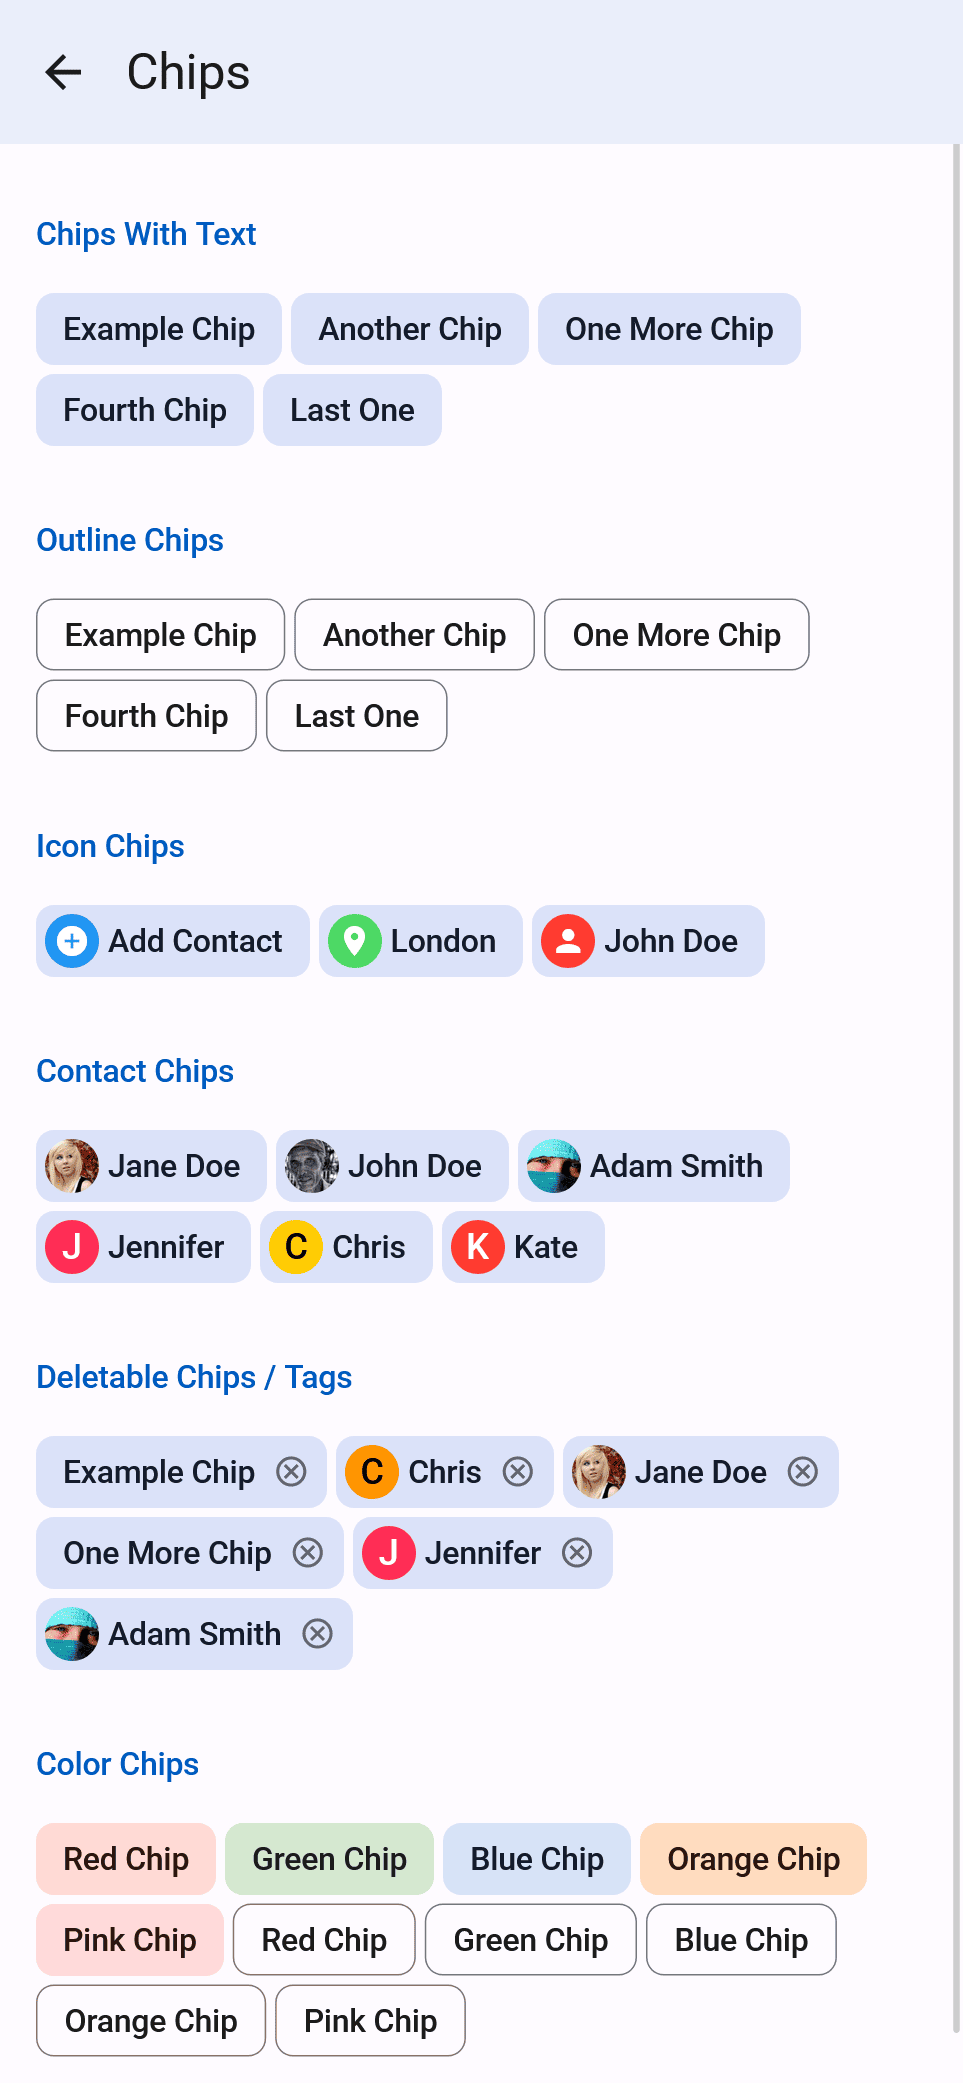 Chips
Chips With Text
Example Chip Another Chip One More Chip
Fourth Chip Last One
Outline Chips
Example Chip Another Chip One More Chip
Fourth Chip Last One
Icon Chips
Add Contact London John Doe
Contact Chips
Jane Doe John Doe Adam Smith
J Jennifer C Chris K Kate
Deletable Chips / Tags
Example Chip C Chris Jane Doe
One More Chip J Jennifer
Adam Smith
Color Chips
Red Chip Green Chip Blue Chip Orange Chip
Pink Chip Red Chip Green Chip Blue Chip
Orange Chip Pink Chip